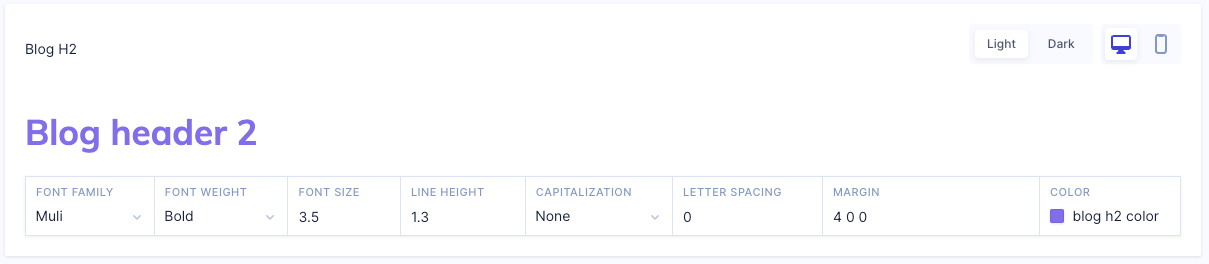 Blog H2
Light Dark
Blog header 2
FONT FAMILY FONT WEIGHT FONT SIZE LINE HEIGHT CAPITALIZATION LETTER SPACING MARGIN COLOR
Muli Bold 3.5 1.3 None 0 4 0 0 blog h2 color